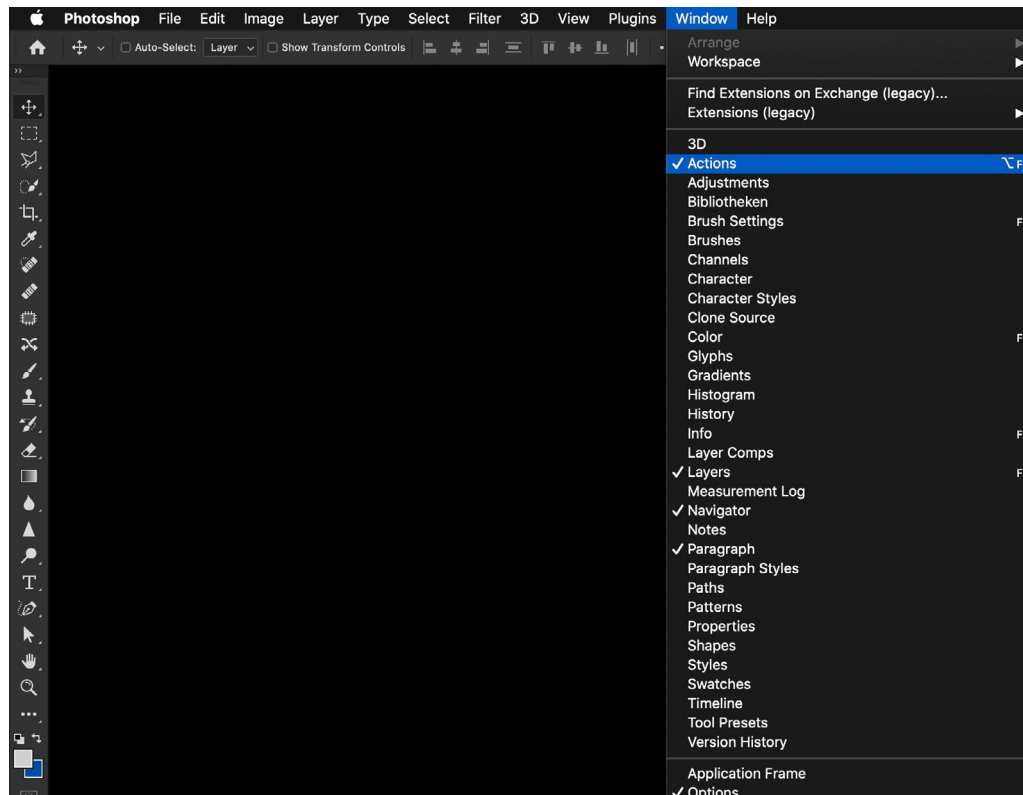 Photoshop File Edit Image Layer Type Select Filter 3D View Plugins Window Help
Auto-Select: Layer Show Transform Controls
Arrange
Workspace
Find Extensions on Exchange (legacy)...
Extensions (legacy)
3D
✓ Actions ⌥F
Adjustments
Bibliotheken
Brush Settings F
Brushes
Channels
Character
Character Styles
Clone Source
Color F
Glyphs
Gradients
Histogram
History
Info F
Layer Comps
✓ Layers F
Measurement Log
✓ Navigator
Notes
✓ Paragraph
Paragraph Styles
Paths
Patterns
Properties
Shapes
Styles
Swatches
Timeline
Tool Presets
Version History
Application Frame
✓ Options